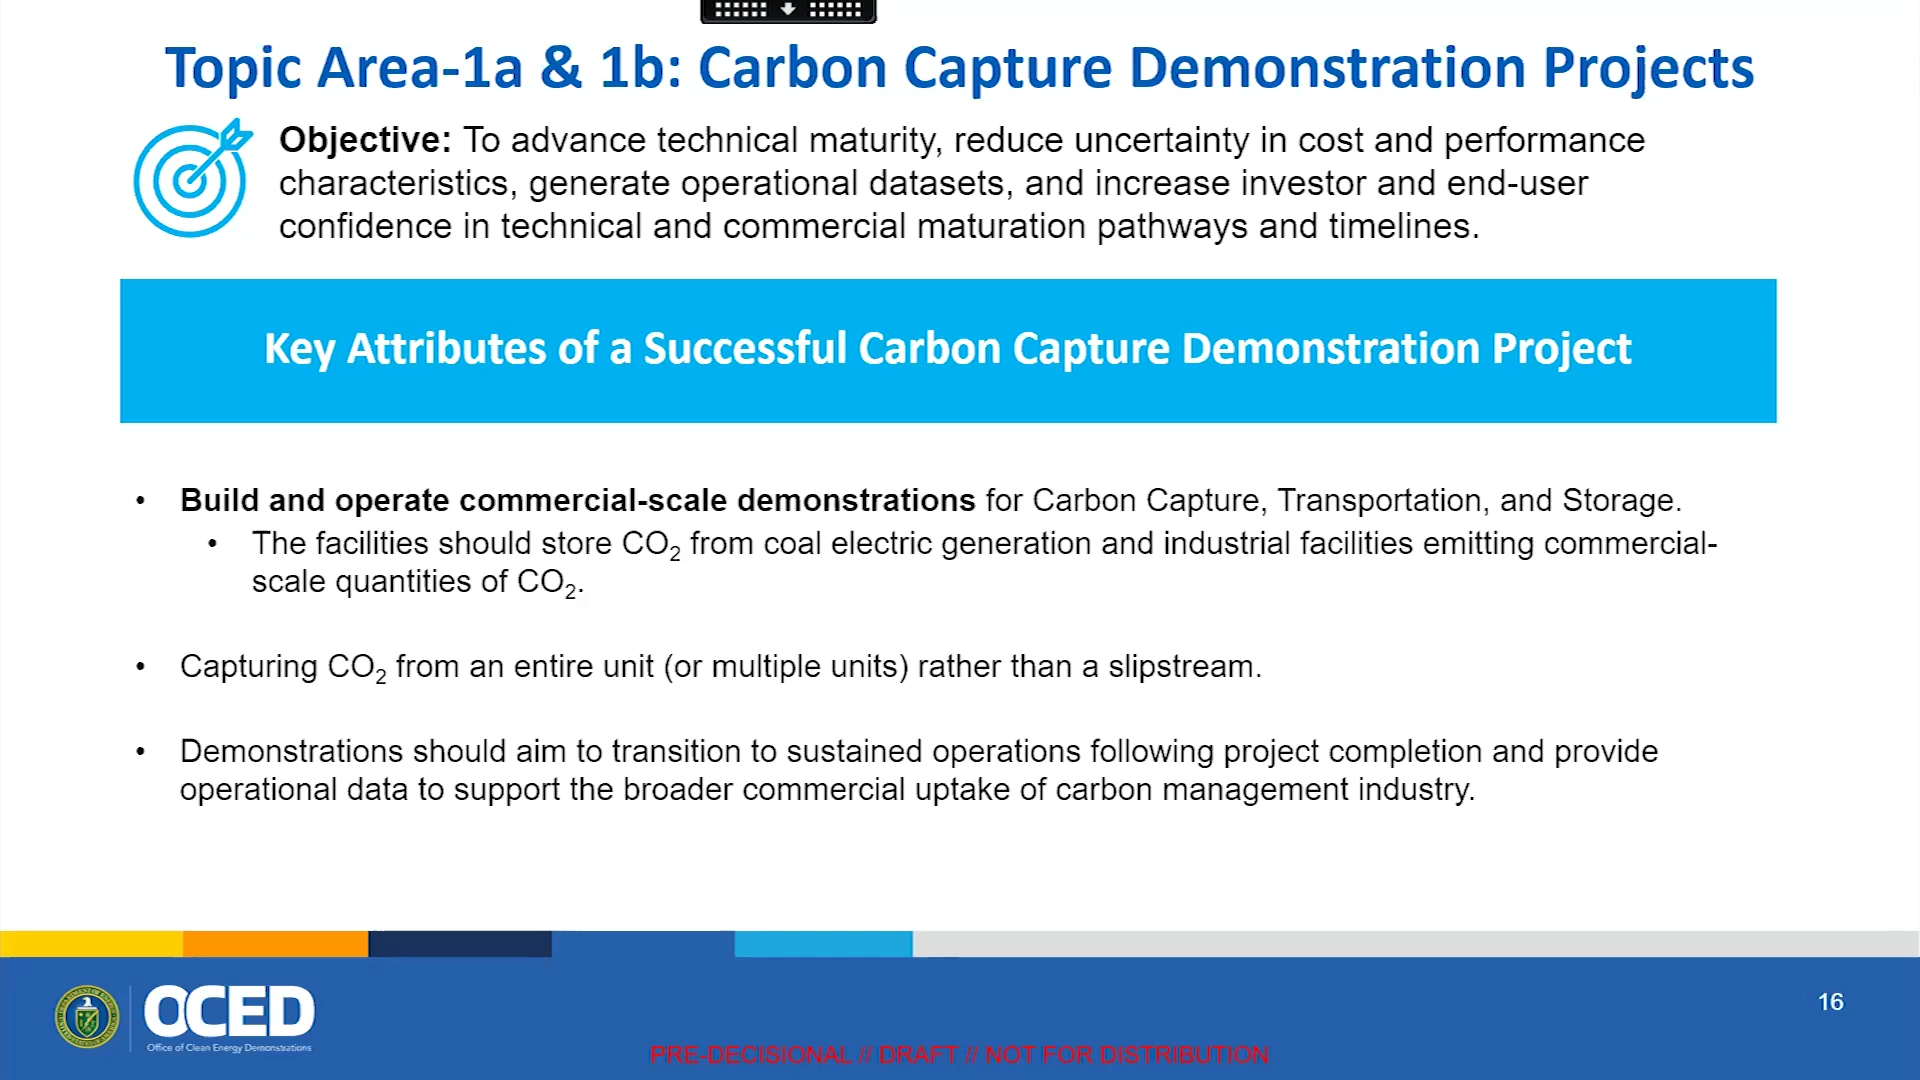 Topic Area-1a & 1b: Carbon Capture Demonstration Projects
Objective: To advance technical maturity, reduce uncertainty in cost and performance
characteristics, generate operational datasets, and increase investor and end-user
confidence in technical and commercial maturation pathways and timelines.
Key Attributes of a Successful Carbon Capture Demonstration Project
• Build and operate commercial-scale demonstrations for Carbon Capture, Transportation, and Storage.
• The facilities should store CO₂ from coal electric generation and industrial facilities emitting commercial-
scale quantities of CO₂.
• Capturing CO₂ from an entire unit (or multiple units) rather than a slipstream.
• Demonstrations should aim to transition to sustained operations following project completion and provide
operational data to support the broader commercial uptake of carbon management industry.
OCED
Office of Clean Energy Demonstrations
16
PRE-DECISIONAL // DRAFT // NOT FOR DISTRIBUTION